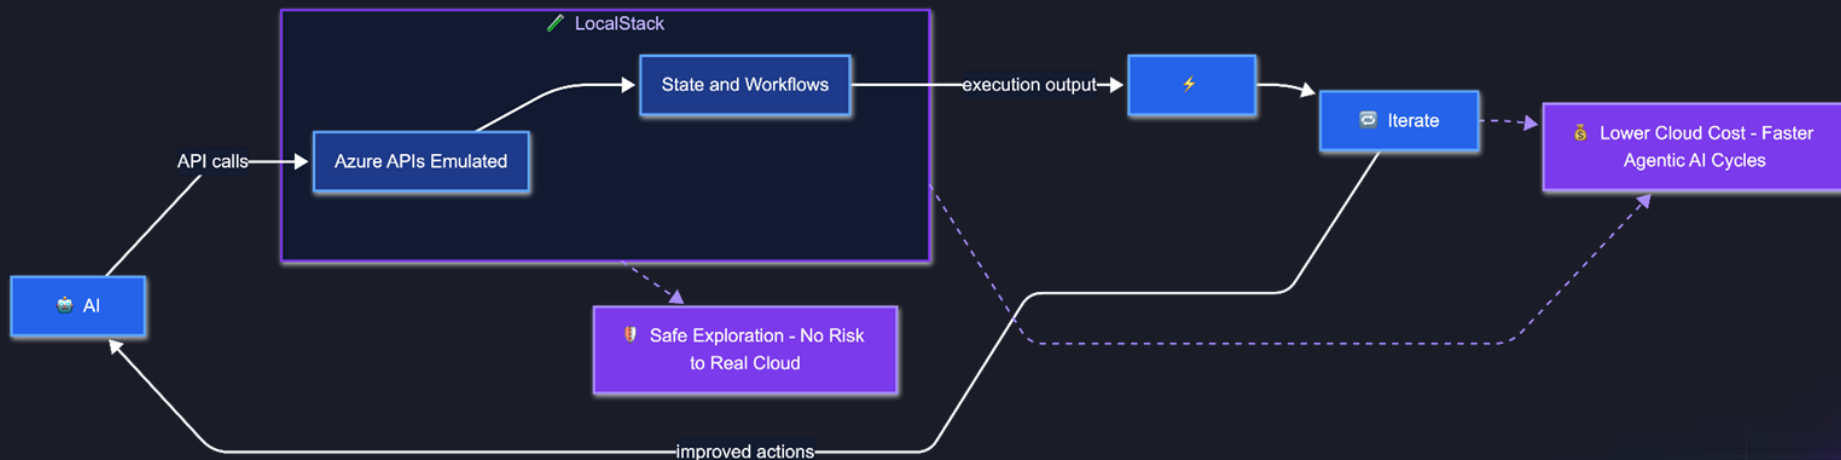 LocalStack
State and Workflows
execution output
Iterate
Lower Cloud Cost - Faster
Agentic AI Cycles
API calls
Azure APIs Emulated
AI
Safe Exploration - No Risk
to Real Cloud
improved actions